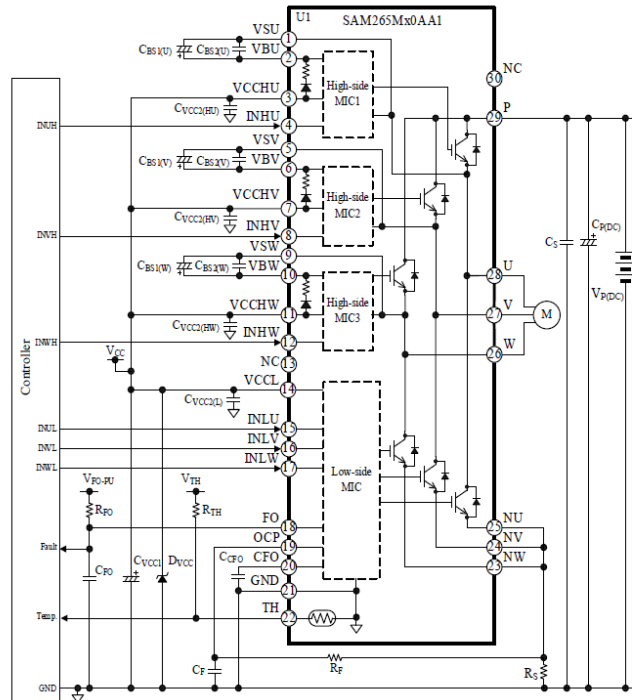 U1
SAM265Mx0AA1
VSU
1
CBS1(U)
CBS2(U)
VBU
2
VCCHU
3
CVCC2(HU)
INHU
4
INUH
High-side
MIC1
NC
30
P
29
VSV
5
CBS1(V)
CBS2(V)
VBV
6
VCCHV
7
CVCC2(HV)
INHV
8
INVH
High-side
MIC2
VSW
9
CBS1(W)
CBS2(W)
VBW
10
VCCHW
11
CVCC2(HW)
INHW
12
INWH
High-side
MIC3
CS
CP(DC)
VP(DC)
U
28
V
27
M
W
26
Controller
VCC
NC
13
VCCL
14
CVCC2(L)
INUL
INLU
15
INVL
INLV
16
INWL
INLW
17
Low-side
MIC
VFO-PU
RFO
VTH
RTH
FO
18
OCP
19
CCFO
CFO
20
GND
21
TH
22
NU
25
NV
24
NW
23
Fault
CFO
CVCC1
DVCC
Temp.
CF
RF
RS
GND